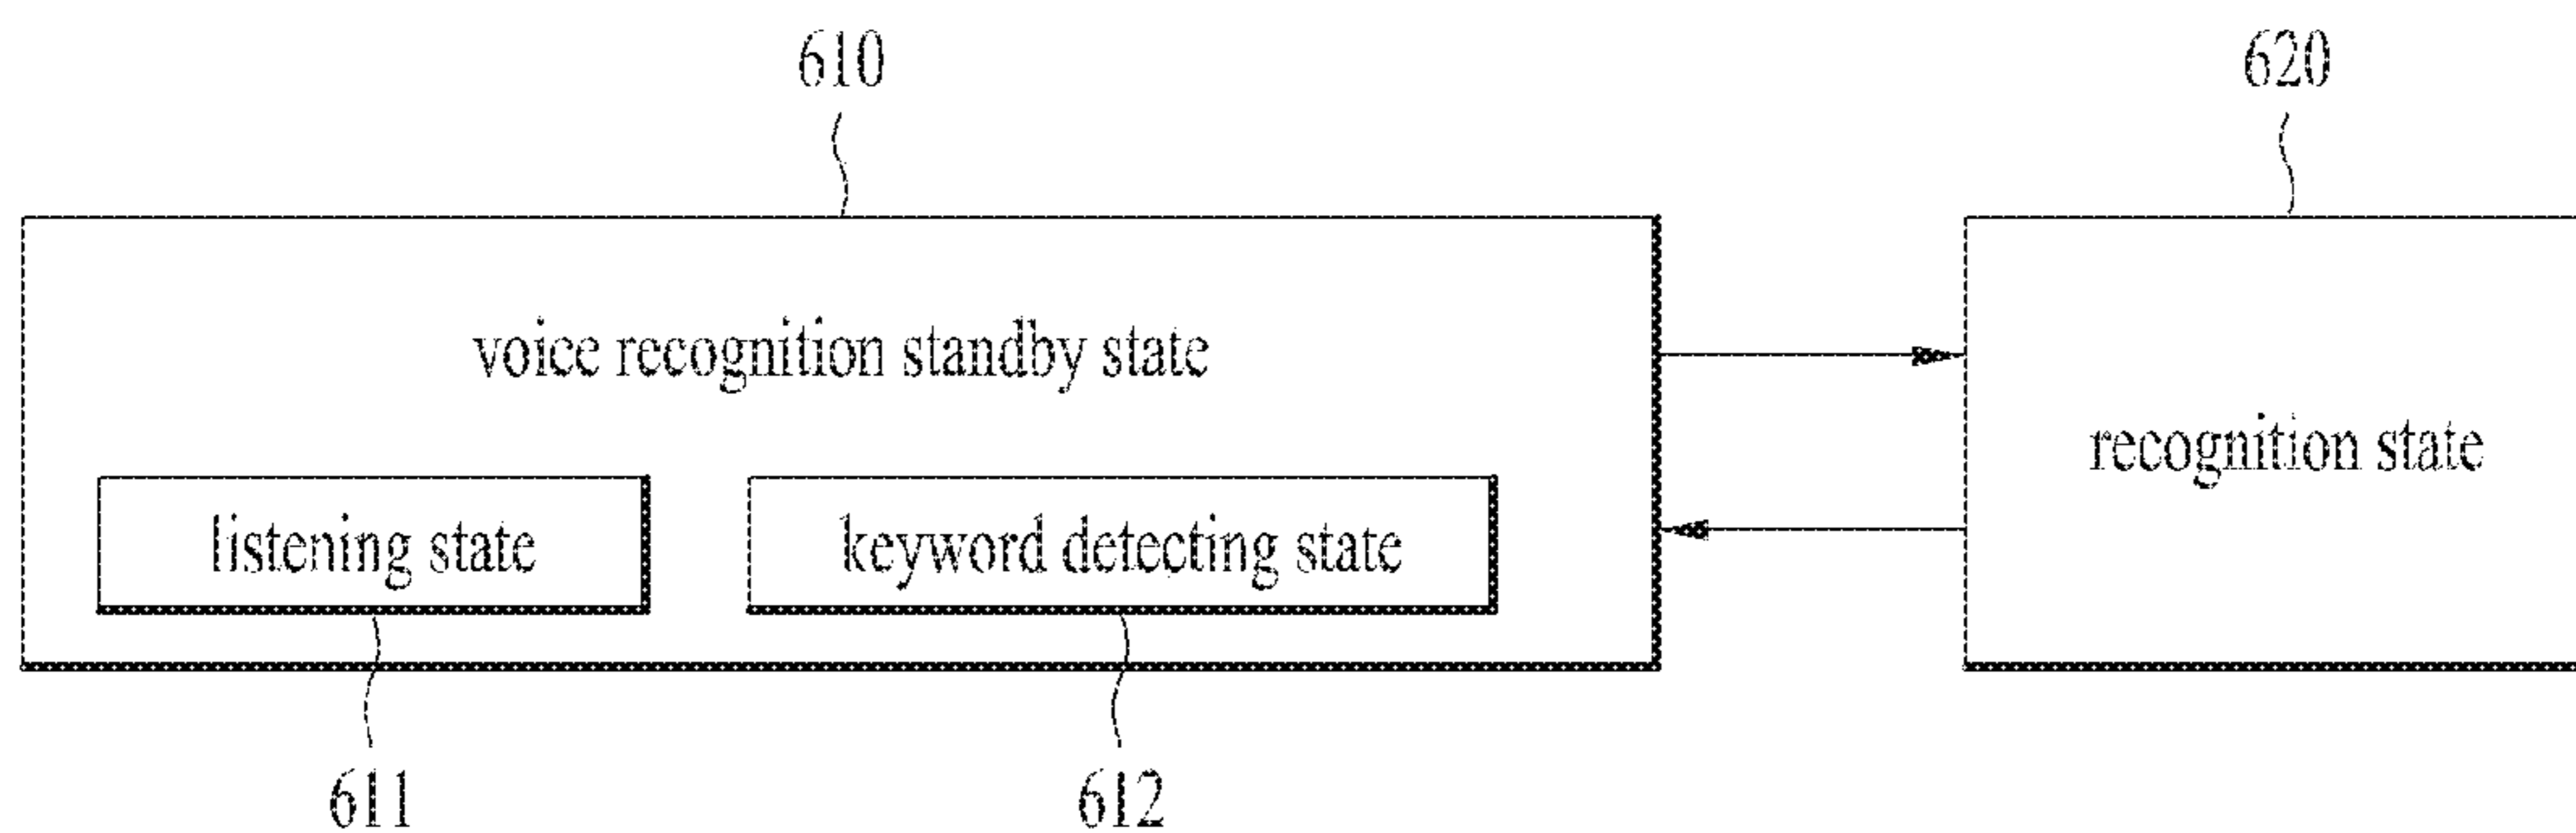 610
620
voice recognition standby state
recognition state
listening state
keyword detecting state
611
612